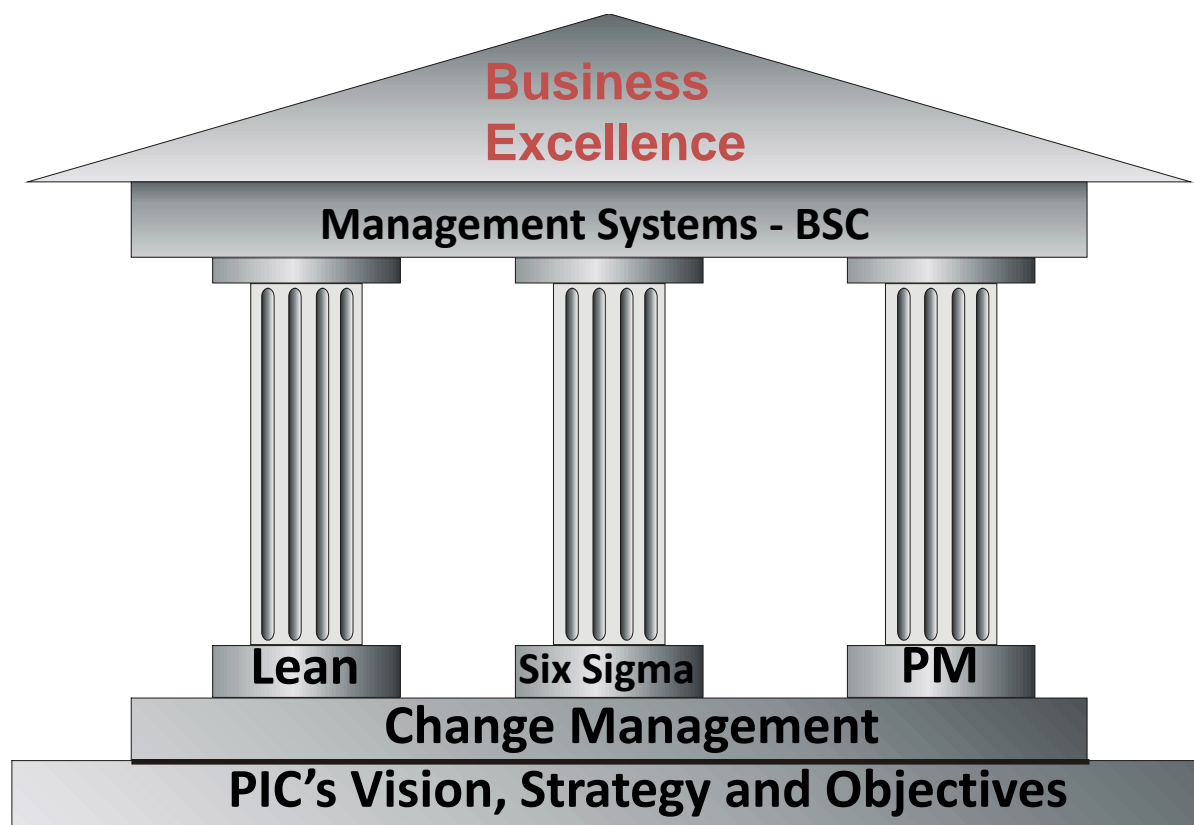 Business
Excellence
Management Systems - BSC
Lean
Six Sigma
PM
Change Management
PIC’s Vision, Strategy and Objectives